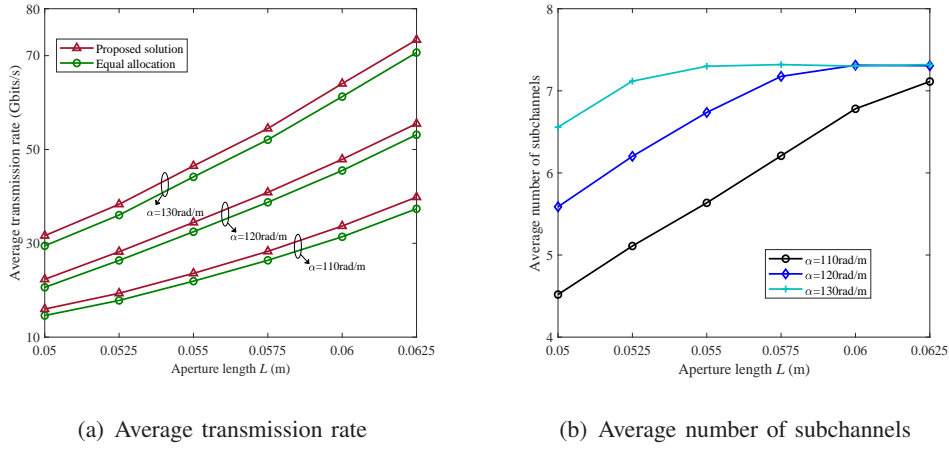 80
70
50
30
10
Average transmission rate (Gbits/s)
Proposed solution
Equal allocation
α=130rad/m
α=120rad/m
α=110rad/m
0.05 0.0525 0.055 0.0575 0.06 0.0625
Aperture length L (m)
(a) Average transmission rate
8
7
6
5
4
Average number of subchannels
α=110rad/m
α=120rad/m
α=130rad/m
0.05 0.0525 0.055 0.0575 0.06 0.0625
Aperture length L (m)
(b) Average number of subchannels